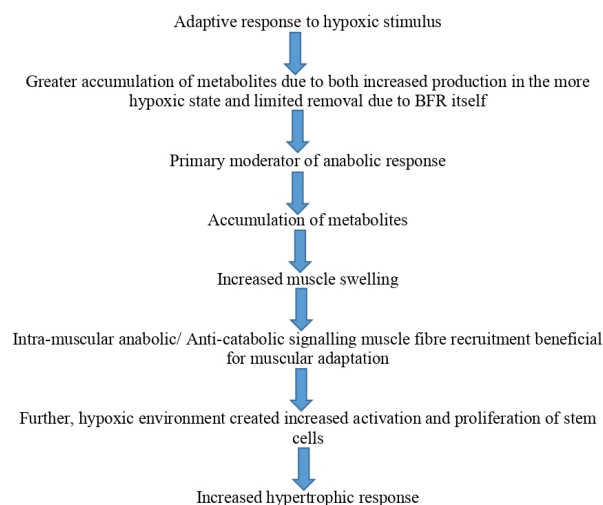 Adaptive response to hypoxic stimulus
Greater accumulation of metabolites due to both increased production in the more
hypoxic state and limited removal due to BFR itself
Primary moderator of anabolic response
Accumulation of metabolites
Increased muscle swelling
Intra-muscular anabolic/ Anti-catabolic signalling muscle fibre recruitment beneficial
for muscular adaptation
Further, hypoxic environment created increased activation and proliferation of stem
cells
Increased hypertrophic response